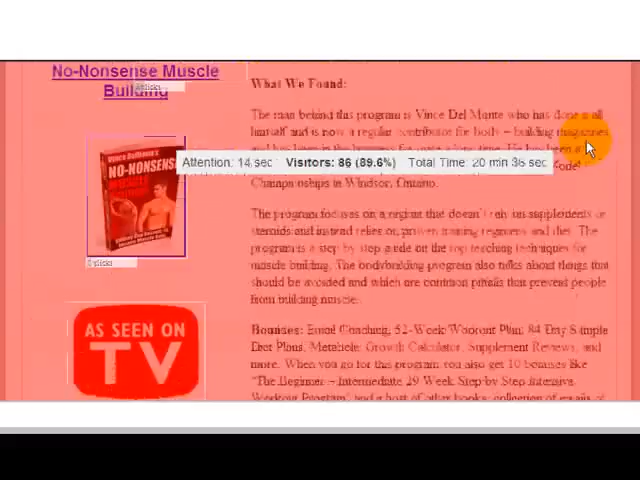 No-Nonsense Muscle
Building
What We Found:
The man behind this program is Vince Del Monte who has done it all
himself and is now a regular contributor for body – building magazines
Attention: 14 sec Visitors: 86 (89.6%) Total Time: 20 min 36 sec
Championships in Windsor, Ontario.
The program focuses on a regime that doesn't rely on supplements or
steroids and instead relies on proven training regimens and diet. The
program is a step by step guide on the top teaching techniques for
muscle building. The bodybuilding program also talks about things that
should be avoided and which are common pitfalls that prevent people
from building muscle.
NO-NONSENSE
AS SEEN ON
TV
Bonuses: Email Coaching, 52-Week Workout Plan, 84 Day Sample
Diet Plans, Metabolic Growth Calculator, Supplement Reviews, and
more. When you go for this program you also get 10 bonuses like
"The Beginner – Intermediate 29 Week Step by Step Intensive
Workout Program" and a host of other books, collection of emails of